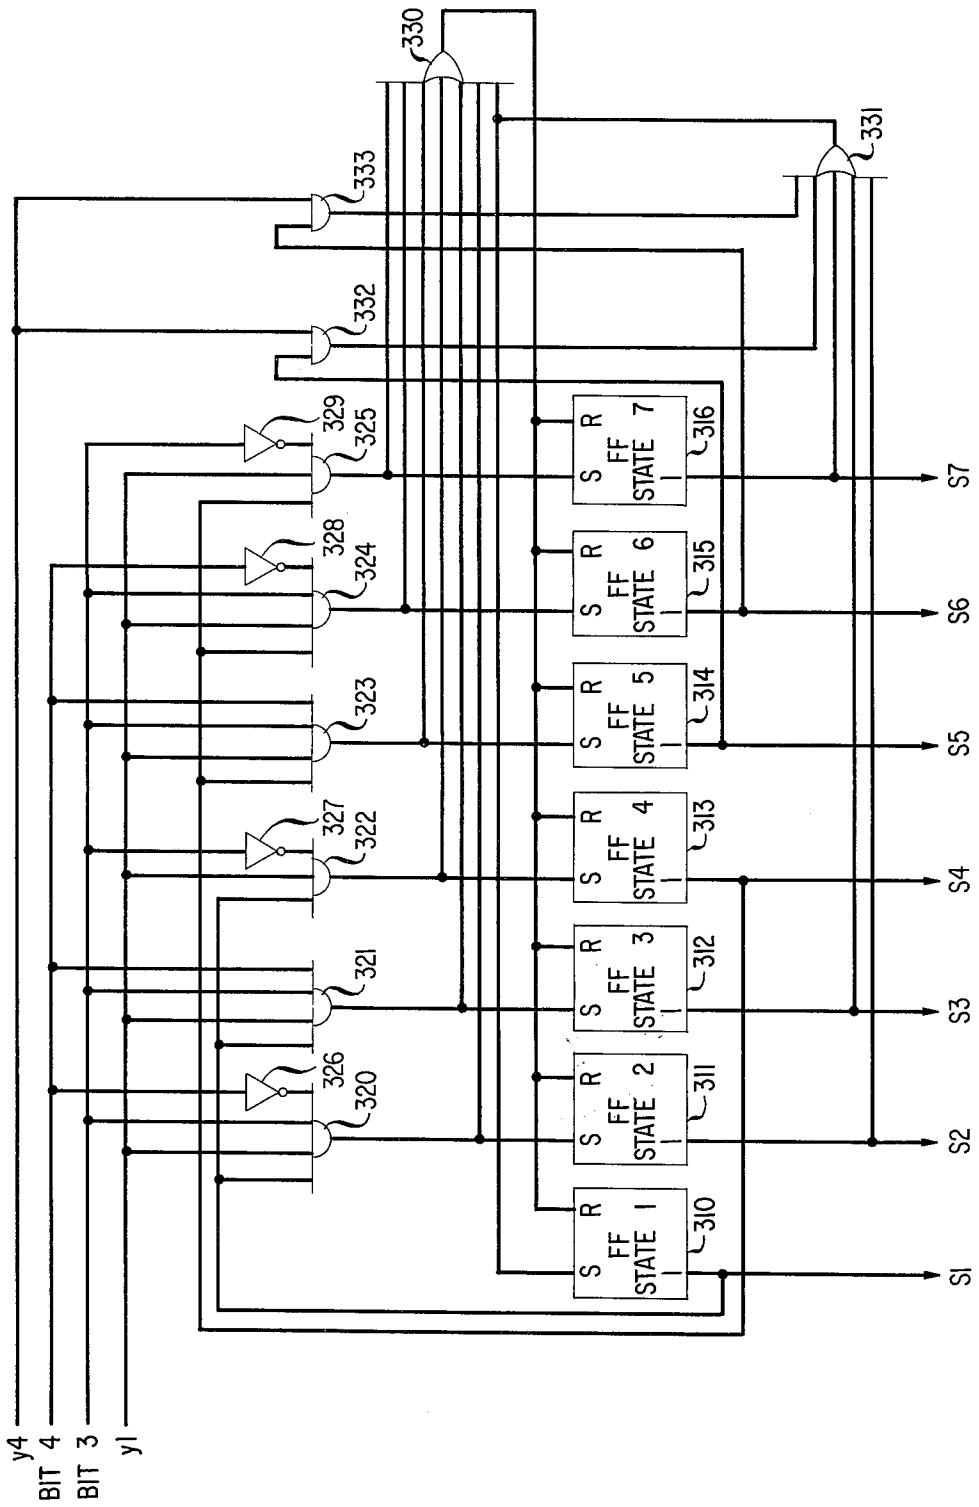 y4
BIT 4
BIT 3
y1
326
320
321
327
322
323
328
324
329
325
332
333
330
331
S R
FF
STATE 1
1
310
S R
FF
STATE 2
1
311
S R
FF
STATE 3
1
312
S R
FF
STATE 4
1
313
S R
FF
STATE 5
1
314
S R
FF
STATE 6
1
315
S R
FF
STATE 7
1
316
S1
S2
S3
S4
S5
S6
S7